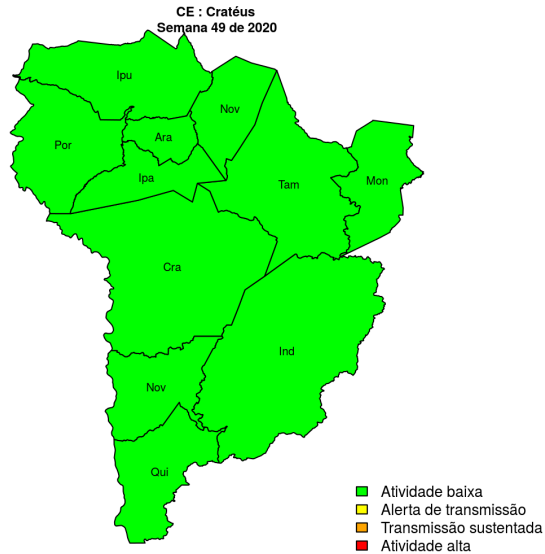 CE : Cratéus
Semana 49 de 2020
Ipu
Nov
Ara
Por
Ipa
Tam
Mon
Cra
Ind
Nov
Qui
Atividade baixa
Alerta de transmissão
Transmissão sustentada
Atividade alta